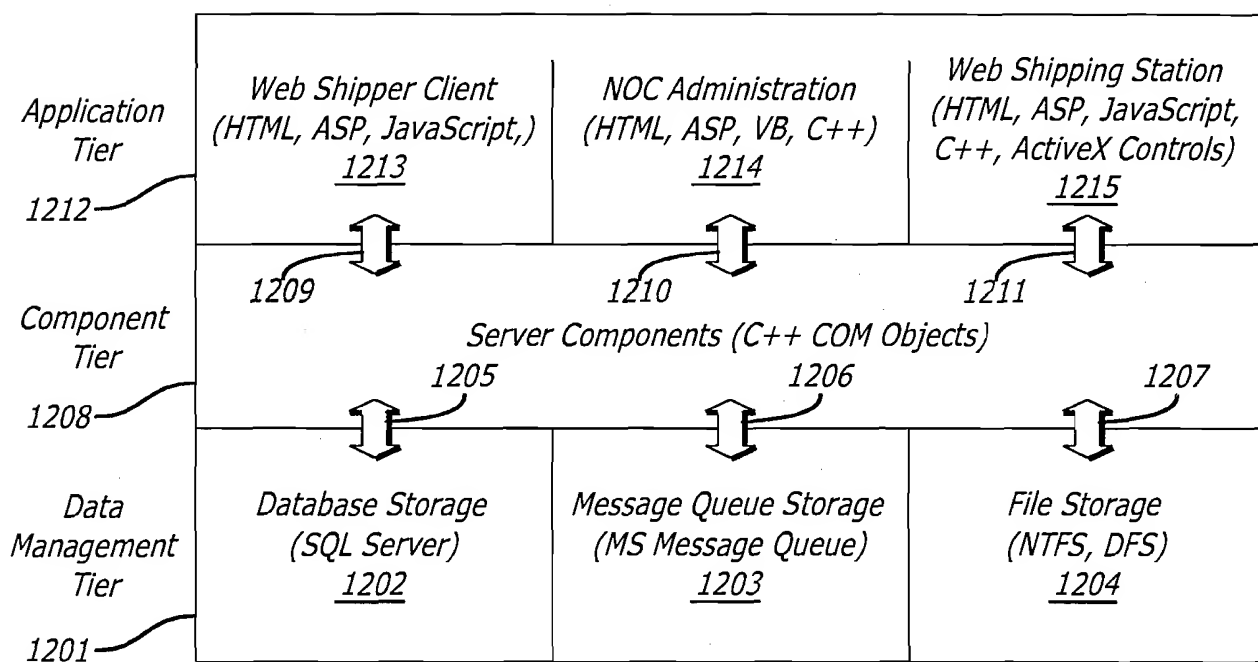 Application
Tier
1212
Web Shipper Client
(HTML, ASP, JavaScript,)
1213
NOC Administration
(HTML, ASP, VB, C++)
1214
Web Shipping Station
(HTML, ASP, JavaScript,
C++, ActiveX Controls)
1215
1209
1210
1211
Component
Tier
1208
Server Components (C++ COM Objects)
1205
1206
1207
Data
Management
Tier
1201
Database Storage
(SQL Server)
1202
Message Queue Storage
(MS Message Queue)
1203
File Storage
(NTFS, DFS)
1204